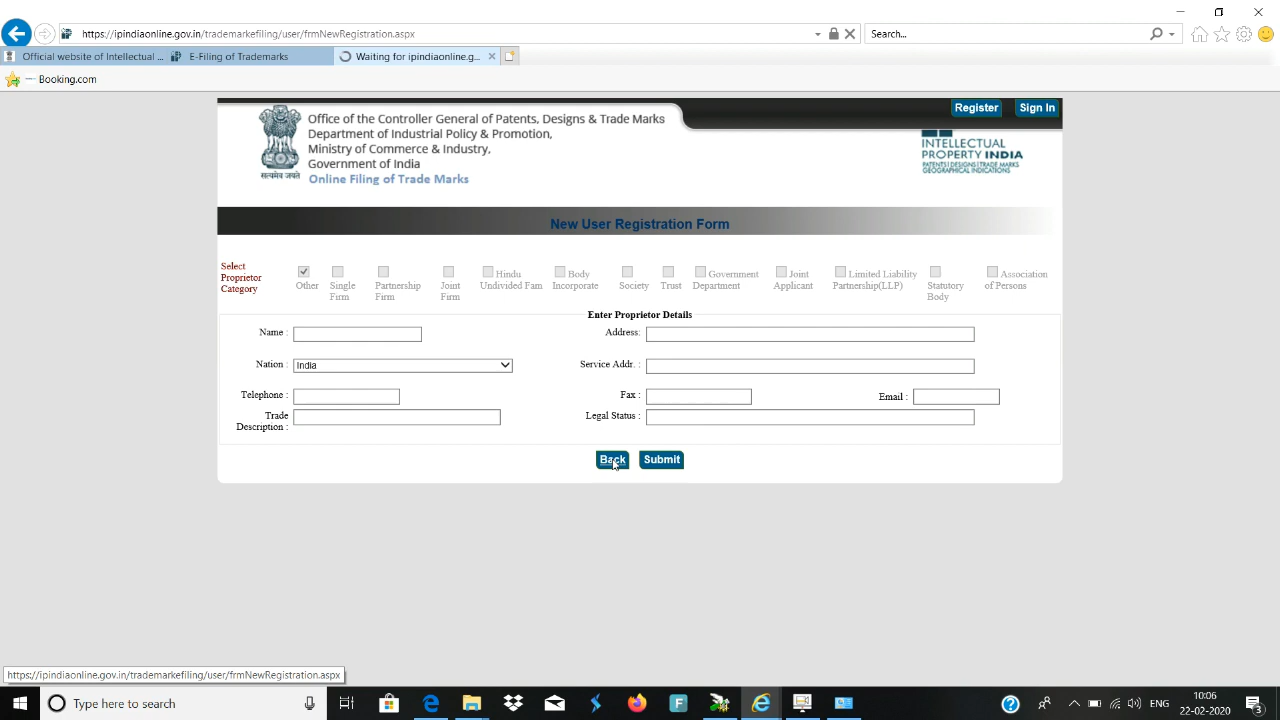 https://ipindiaonline.gov.in/trademarkefiling/user/frmNewRegistration.aspx
Search...
Official website of Intellectual ...
E-Filing of Trademarks
Waiting for ipindiaonline.g...
Booking.com
Register
Sign In
Office of the Controller General of Patents, Designs & Trade Marks
Department of Industrial Policy & Promotion,
Ministry of Commerce & Industry,
Government of India
Online Filing of Trade Marks
सत्यमेव जयते
INTELLECTUAL
PROPERTY INDIA
PATENTS | DESIGNS | TRADE MARKS
GEOGRAPHICAL INDICATIONS
New User Registration Form
Select
Proprietor
Category
Other
Single
Firm
Partnership
Firm
Joint
Firm
Hindu
Undivided Fam
Body
Incorporate
Society
Trust
Government
Department
Joint
Applicant
Limited Liability
Partnership(LLP)
Statutory
Body
Association
of Persons
Enter Proprietor Details
Name :
Address:
Nation :
India
Service Addr. :
Telephone :
Fax :
Email :
Trade
Description :
Legal Status :
Back
Submit
https://ipindiaonline.gov.in/trademarkefiling/user/frmNewRegistration.aspx
Type here to search
ENG
10:06
22-02-2020
3